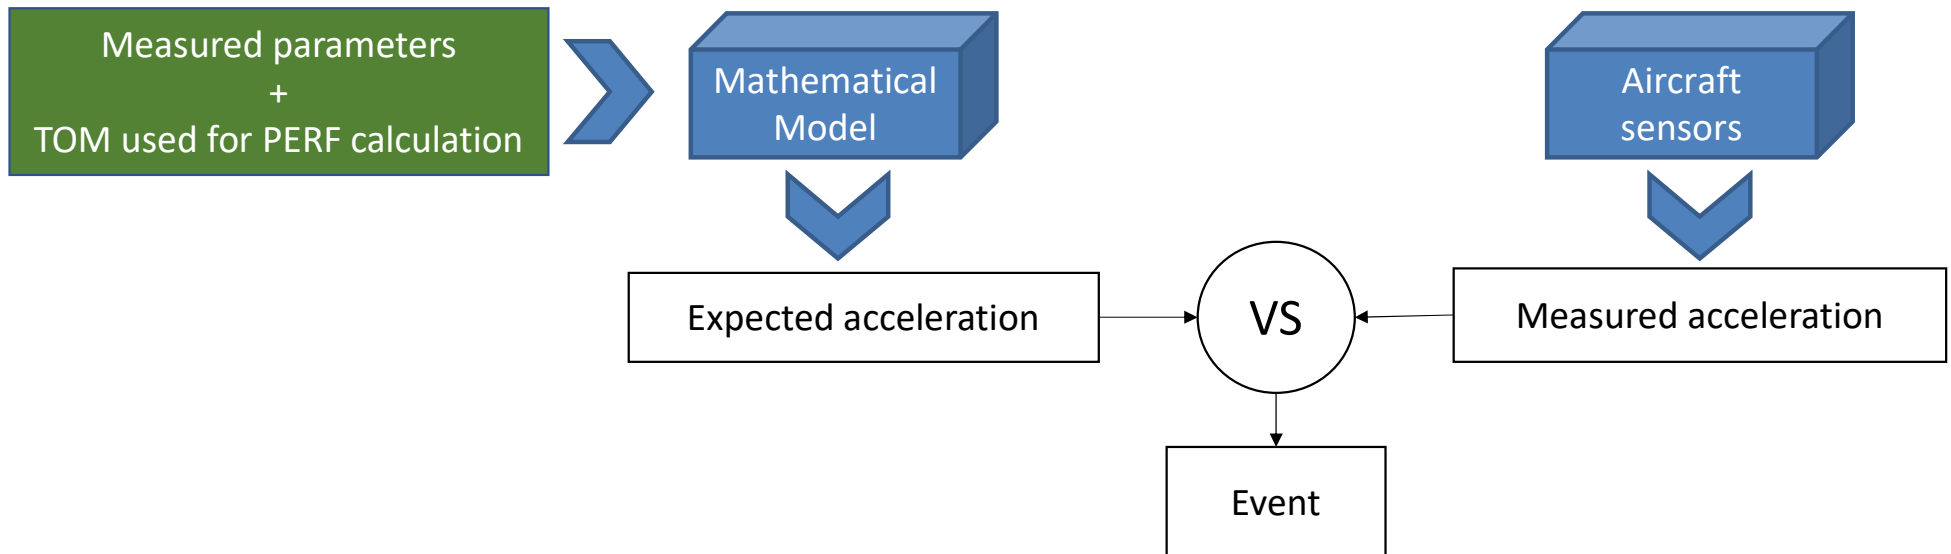 Measured parameters
+
TOM used for PERF calculation
Mathematical
Model
Aircraft
sensors
Expected acceleration
VS
Measured acceleration
Event